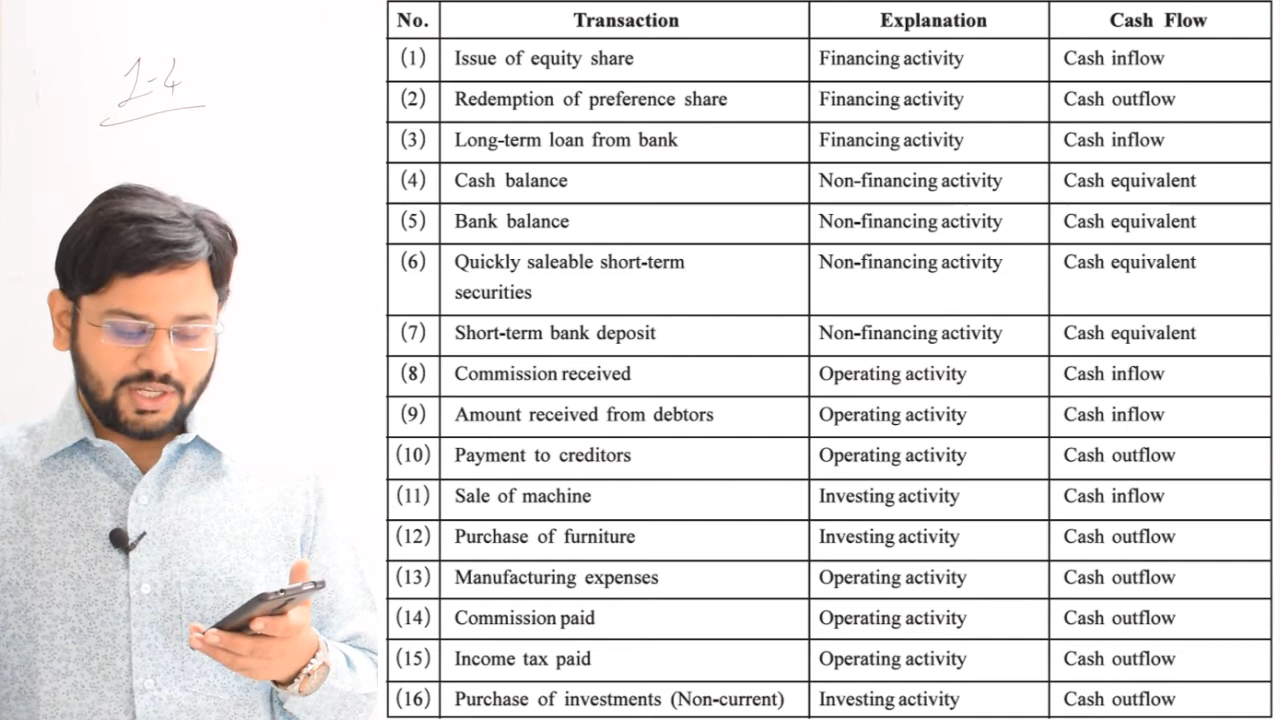 1-4
No. Transaction Explanation Cash Flow
(1) Issue of equity share Financing activity Cash inflow
(2) Redemption of preference share Financing activity Cash outflow
(3) Long-term loan from bank Financing activity Cash inflow
(4) Cash balance Non-financing activity Cash equivalent
(5) Bank balance Non-financing activity Cash equivalent
(6) Quickly saleable short-term Non-financing activity Cash equivalent
securities
(7) Short-term bank deposit Non-financing activity Cash equivalent
(8) Commission received Operating activity Cash inflow
(9) Amount received from debtors Operating activity Cash inflow
(10) Payment to creditors Operating activity Cash outflow
(11) Sale of machine Investing activity Cash inflow
(12) Purchase of furniture Investing activity Cash outflow
(13) Manufacturing expenses Operating activity Cash outflow
(14) Commission paid Operating activity Cash outflow
(15) Income tax paid Operating activity Cash outflow
(16) Purchase of investments (Non-current) Investing activity Cash outflow